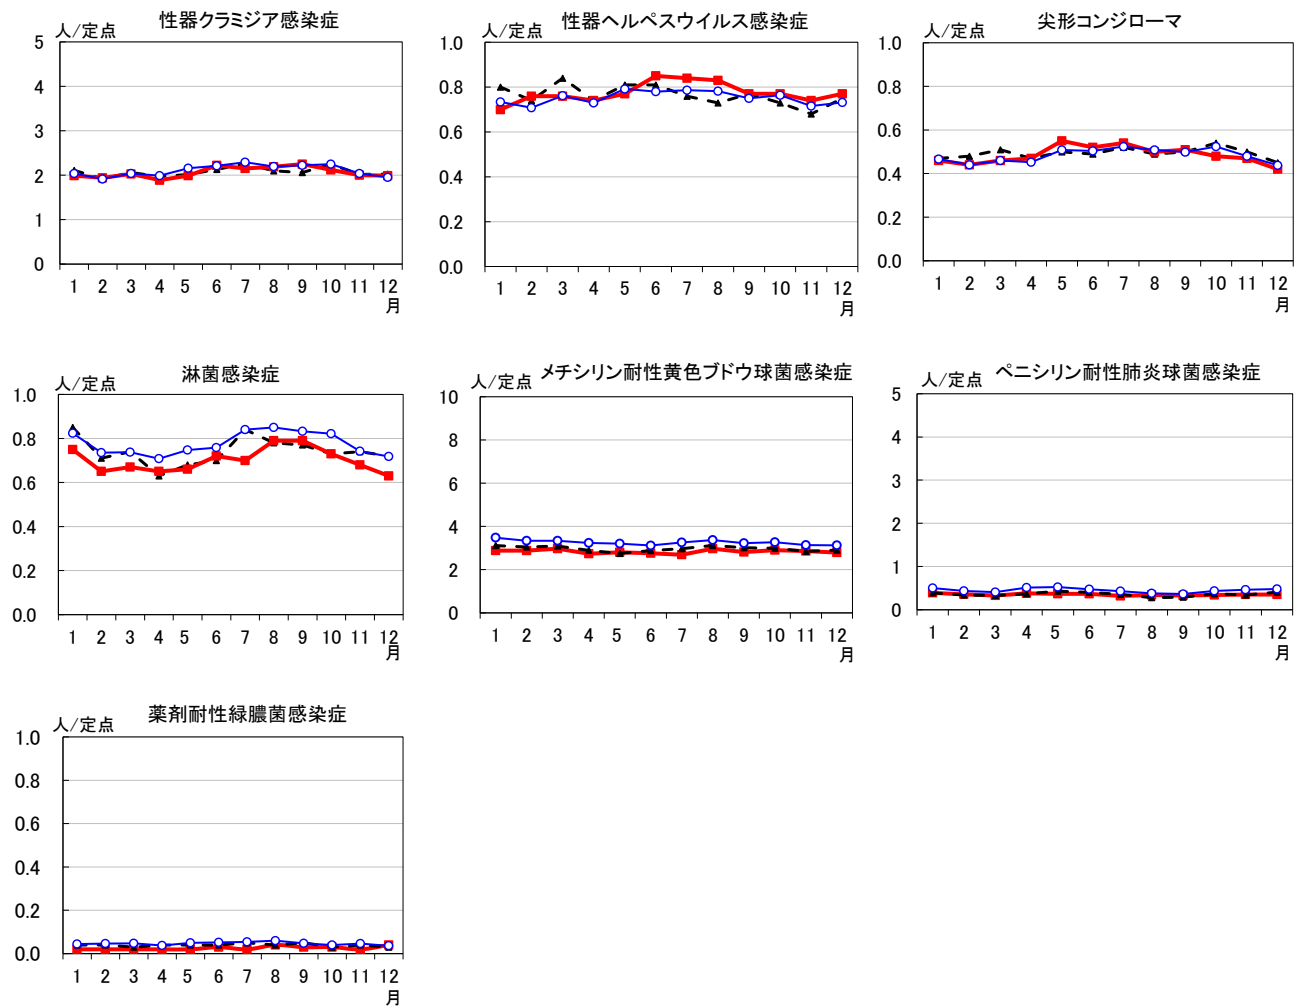 性器クラミジア感染症
人/定点
5
4
3
2
1
0
1 2 3 4 5 6 7 8 9 10 11 12
月
性器ヘルペスウイルス感染症
人/定点
1.0
0.8
0.6
0.4
0.2
0.0
1 2 3 4 5 6 7 8 9 10 11 12
月
尖形コンジローマ
人/定点
1.0
0.8
0.6
0.4
0.2
0.0
1 2 3 4 5 6 7 8 9 10 11 12
月
淋菌感染症
人/定点
1.0
0.8
0.6
0.4
0.2
0.0
1 2 3 4 5 6 7 8 9 10 11 12
月
メチシリン耐性黄色ブドウ球菌感染症
人/定点
10
8
6
4
2
0
1 2 3 4 5 6 7 8 9 10 11 12
月
ペニシリン耐性肺炎球菌感染症
人/定点
5
4
3
2
1
0
1 2 3 4 5 6 7 8 9 10 11 12
月
薬剤耐性緑膿菌感染症
人/定点
1.0
0.8
0.6
0.4
0.2
0.0
1 2 3 4 5 6 7 8 9 10 11 12
月